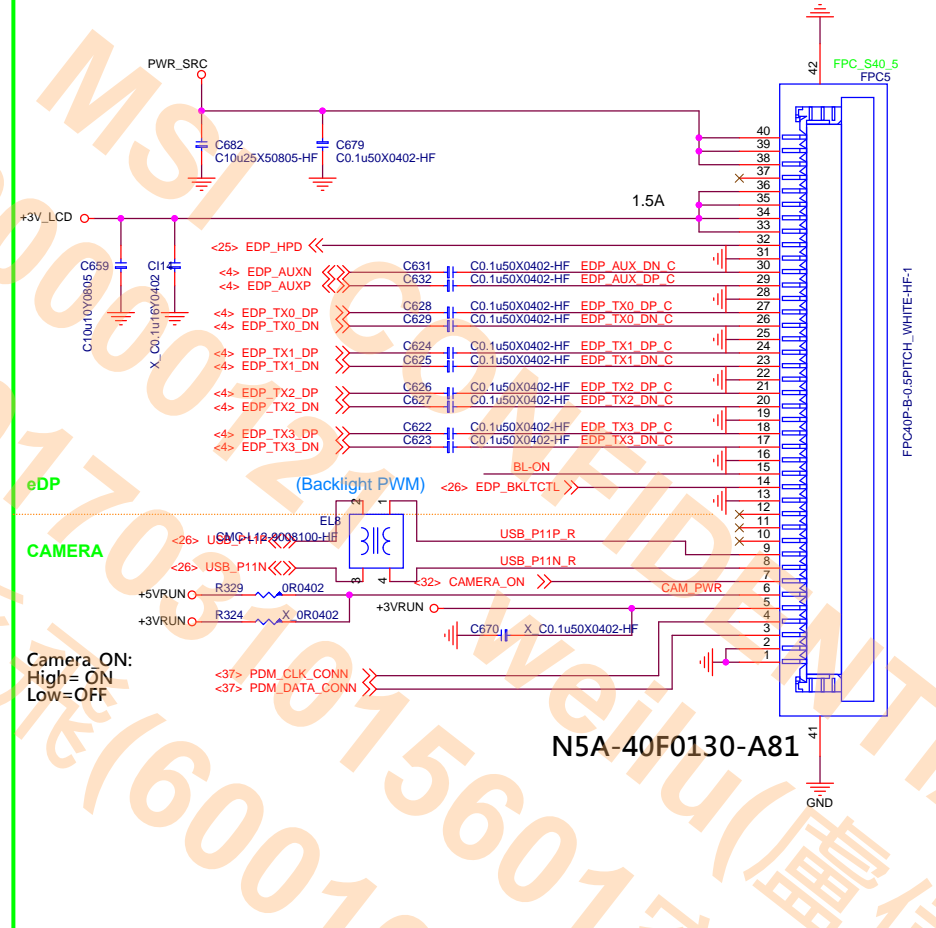 PWR_SRC
42
FPC_S40_5
FPC5
C682
C10u25X50805-HF
C679
C0.1u50X0402-HF
40
39
38
37
36
35
34
33
32
31
30
29
28
27
26
25
24
23
22
21
20
19
18
17
16
15
14
13
12
11
10
9
8
7
6
5
4
3
2
1
1.5A
+3V_LCD
C659
C10u10Y0805
CI14
X_C0.1u16Y0402
<25> EDP_HPD
<4> EDP_AUXN C631 C0.1u50X0402-HF EDP_AUX_DN_C
<4> EDP_AUXP C632 C0.1u50X0402-HF EDP_AUX_DP_C
<4> EDP_TX0_DP C628 C0.1u50X0402-HF EDP_TX0_DP_C
<4> EDP_TX0_DN C629 C0.1u50X0402-HF EDP_TX0_DN_C
<4> EDP_TX1_DP C624 C0.1u50X0402-HF EDP_TX1_DP_C
<4> EDP_TX1_DN C625 C0.1u50X0402-HF EDP_TX1_DN_C
<4> EDP_TX2_DP C626 C0.1u50X0402-HF EDP_TX2_DP_C
<4> EDP_TX2_DN C627 C0.1u50X0402-HF EDP_TX2_DN_C
<4> EDP_TX3_DP C622 C0.1u50X0402-HF EDP_TX3_DP_C
<4> EDP_TX3_DN C623 C0.1u50X0402-HF EDP_TX3_DN_C
FPC40P-B-0.5PITCH_WHITE-HF-1
BL-ON
eDP
(Backlight PWM)
<26> EDP_BKLTCTL
2
1
EL8
CMC-L12-9008100-HF
<26>
USB_P11P_R
CAMERA
<26> USB_P11N
3
4
USB_P11N_R
<32> CAMERA_ON
CAM_PWR
+5VRUN R329 0R0402
+3VRUN R324 X_0R0402
+3VRUN
C670 X_C0.1u50X0402-HF
Camera_ON:
High= ON
Low=OFF
<37> PDM_CLK_CONN
<37> PDM_DATA_CONN
41
N5A-40F0130-A81
GND
MSI
CONFIDENTI
weilu(盧